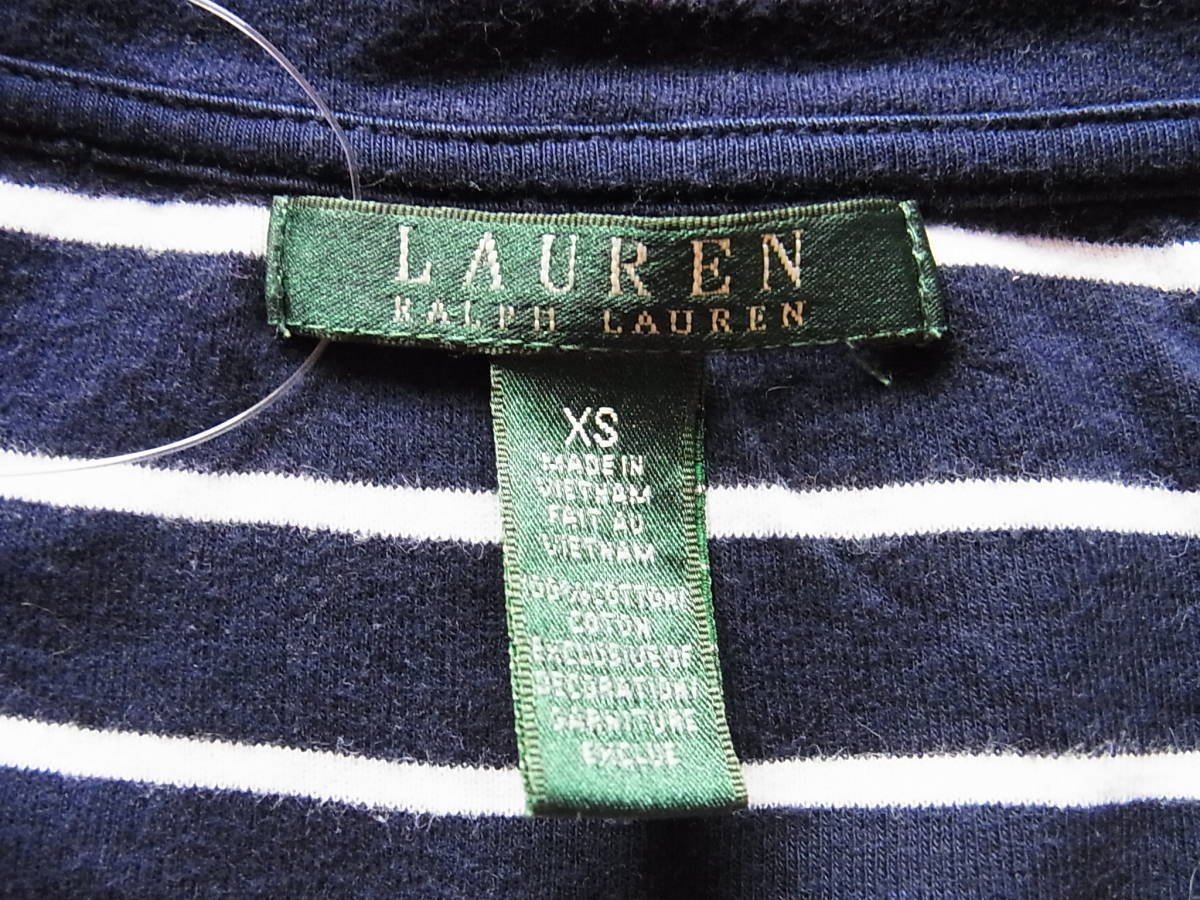 LAUREN
RALPH LAUREN
XS
MADE IN
VIETNAM
FAIT AU
VIETNAM
100% COTTON/
COTON
EXCLUSIVE OF
DECORATION/
GARNITURE
EXCLUE